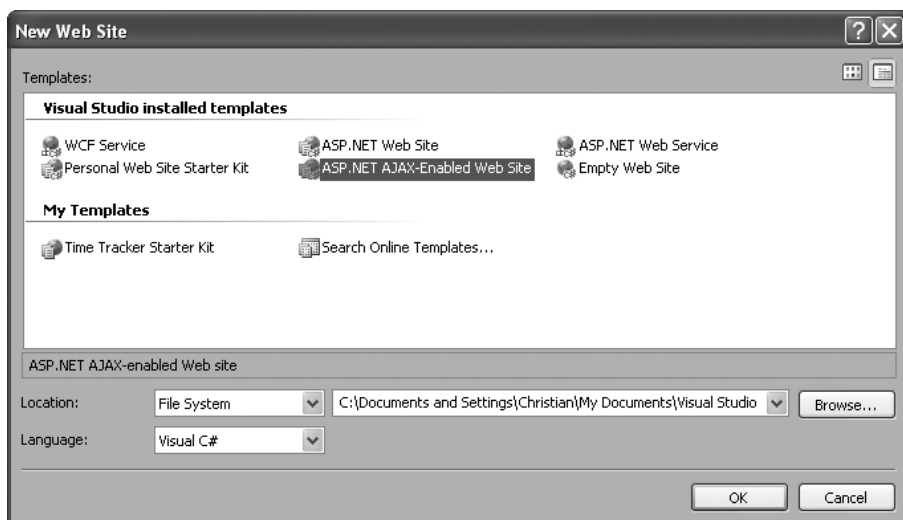 New Web Site
Templates:
Visual Studio installed templates
WCF Service ASP.NET Web Site ASP.NET Web Service
Personal Web Site Starter Kit ASP.NET AJAX-Enabled Web Site Empty Web Site
My Templates
Time Tracker Starter Kit Search Online Templates...
ASP.NET AJAX-enabled Web site
Location: File System C:\Documents and Settings\Christian\My Documents\Visual Studio Browse...
Language: Visual C#
OK Cancel